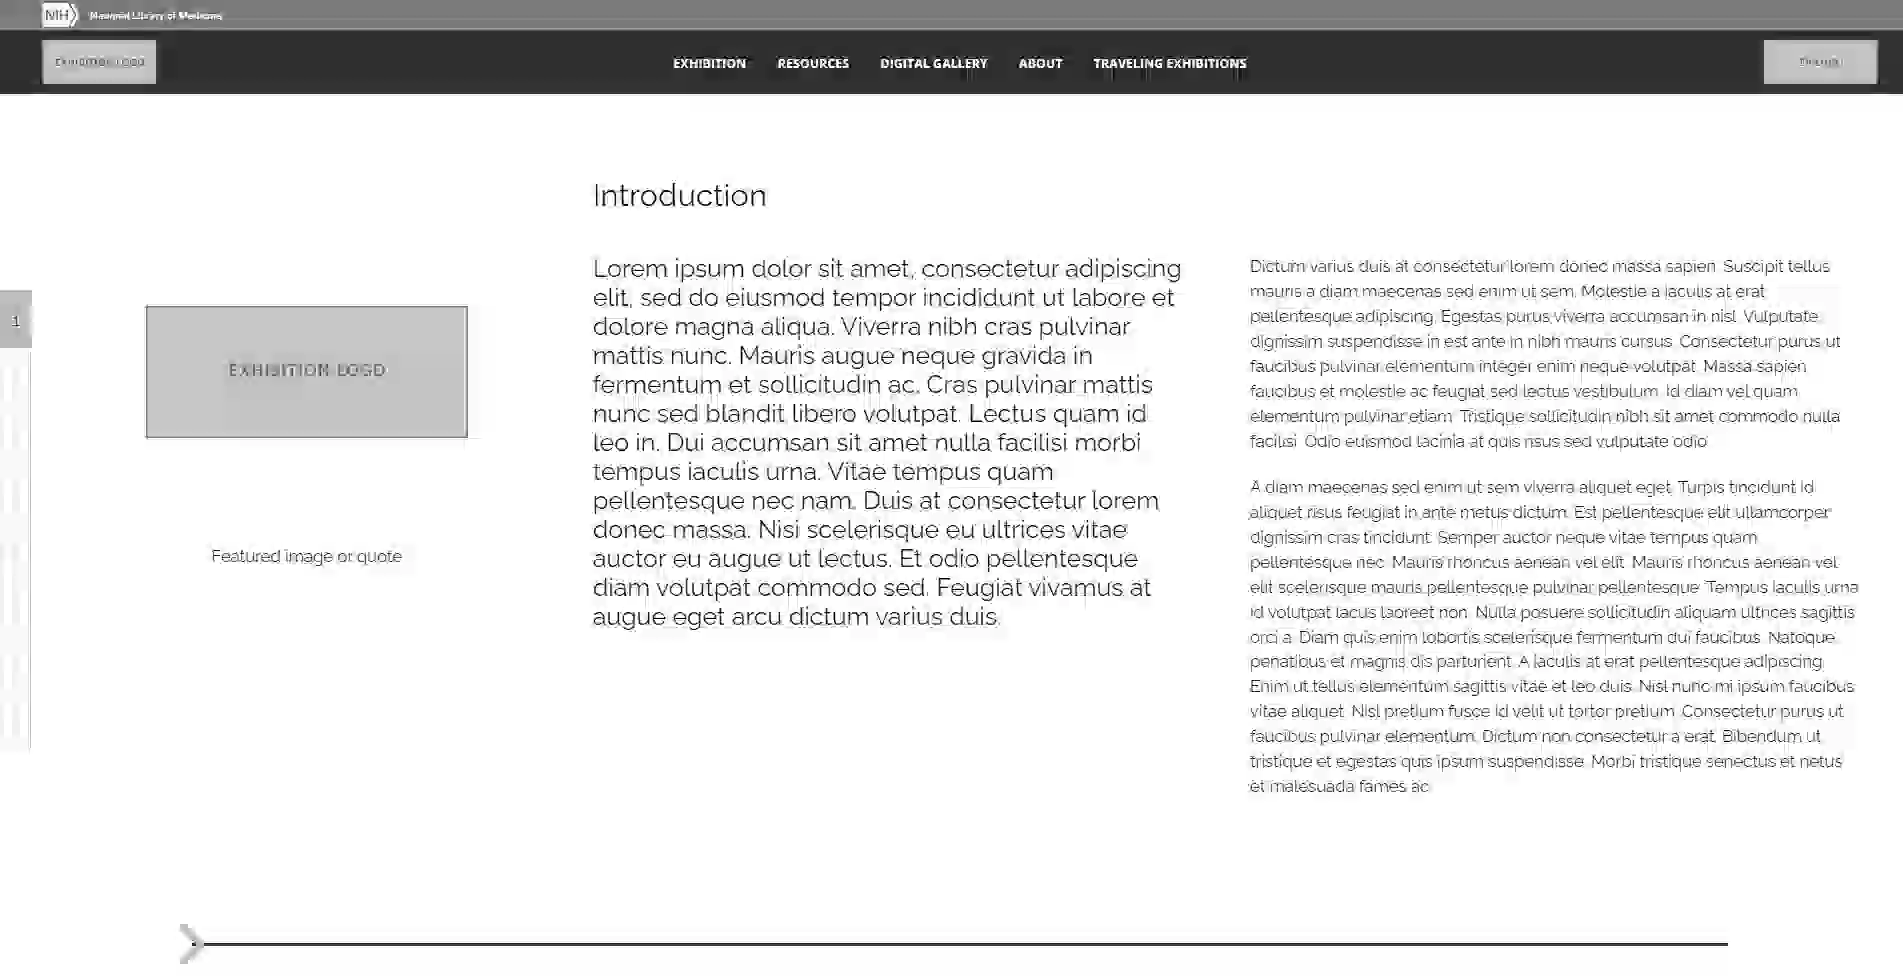 NIH National Library of Medicine
EXHIBITION LOGO
EXHIBITION RESOURCES DIGITAL GALLERY ABOUT TRAVELING EXHIBITIONS
Introduction
1
EXHIBITION LOGO
Featured image or quote
Lorem ipsum dolor sit amet, consectetur adipiscing
elit, sed do eiusmod tempor incididunt ut labore et
dolore magna aliqua. Viverra nibh cras pulvinar
mattis nunc. Mauris augue neque gravida in
fermentum et sollicitudin ac. Cras pulvinar mattis
nunc sed blandit libero volutpat. Lectus quam id
leo in. Dui accumsan sit amet nulla facilisi morbi
tempus iaculis urna. Vitae tempus quam
pellentesque nec nam. Duis at consectetur lorem
donec massa. Nisi scelerisque eu ultrices vitae
auctor eu augue ut lectus. Et odio pellentesque
diam volutpat commodo sed. Feugiat vivamus at
augue eget arcu dictum varius duis.
Dictum varius duis at consectetur lorem donec massa sapien. Suscipit tellus
mauris a diam maecenas sed enim ut sem. Molestie a iaculis at erat
pellentesque adipiscing. Egestas purus viverra accumsan in nisl. Vulputate
dignissim suspendisse in est ante in nibh mauris cursus. Consectetur purus ut
faucibus pulvinar elementum integer enim neque volutpat. Massa sapien
faucibus et molestie ac feugiat sed lectus vestibulum. Id diam vel quam
elementum pulvinar etiam. Tristique sollicitudin nibh sit amet commodo nulla
facilisi. Odio euismod lacinia at quis risus sed vulputate odio.
A diam maecenas sed enim ut sem viverra aliquet eget. Turpis tincidunt id
aliquet risus feugiat in ante metus dictum. Est pellentesque elit ullamcorper
dignissim cras tincidunt. Semper auctor neque vitae tempus quam
pellentesque nec. Mauris rhoncus aenean vel elit. Mauris rhoncus aenean vel
elit scelerisque mauris pellentesque pulvinar pellentesque. Tempus iaculis urna
id volutpat lacus laoreet non. Nulla posuere sollicitudin aliquam ultrices sagittis
orci a. Diam quis enim lobortis scelerisque fermentum dui faucibus. Natoque
penatibus et magnis dis parturient. A iaculis at erat pellentesque adipiscing.
Enim ut tellus elementum sagittis vitae et leo duis. Nisl nunc mi ipsum faucibus
vitae aliquet. Nisl pretium fusce id velit ut tortor pretium. Consectetur purus ut
faucibus pulvinar elementum. Dictum non consectetur a erat. Bibendum ut
tristique et egestas quis ipsum suspendisse. Morbi tristique senectus et netus
et malesuada fames ac.